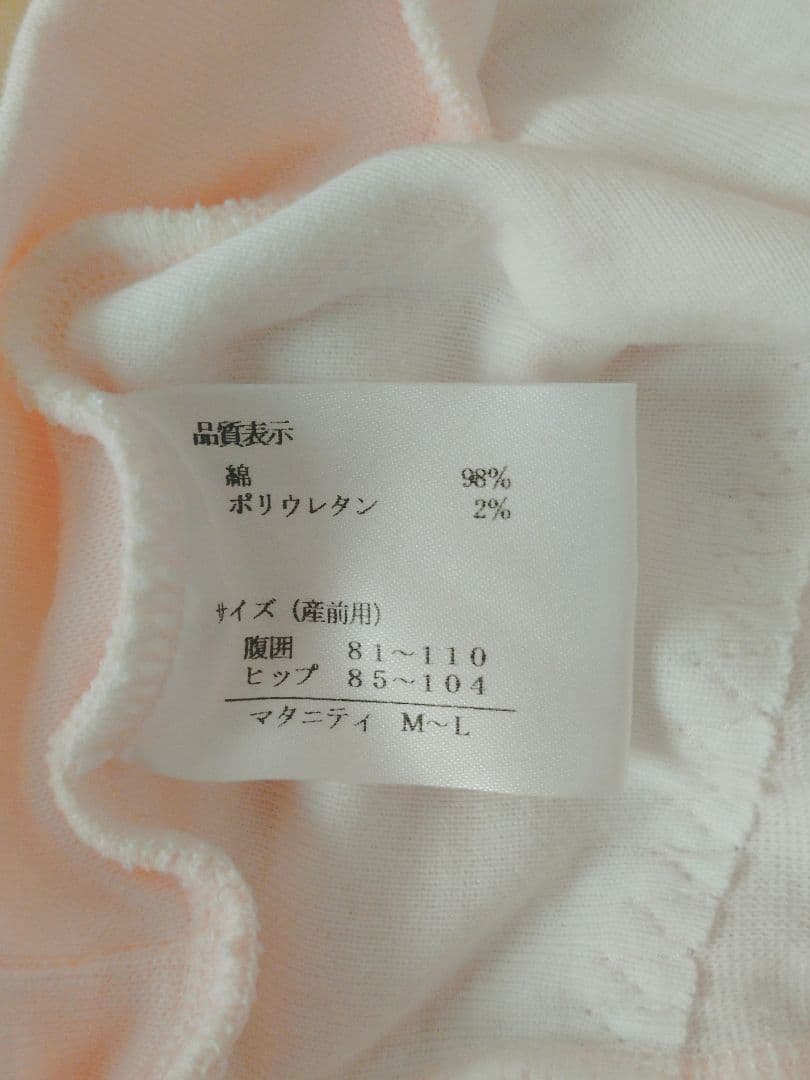 品質表示
綿 98%
ポリウレタン 2%
サイズ（産前用）
腹囲 81～110
ヒップ 85～104
マタニティ M～L